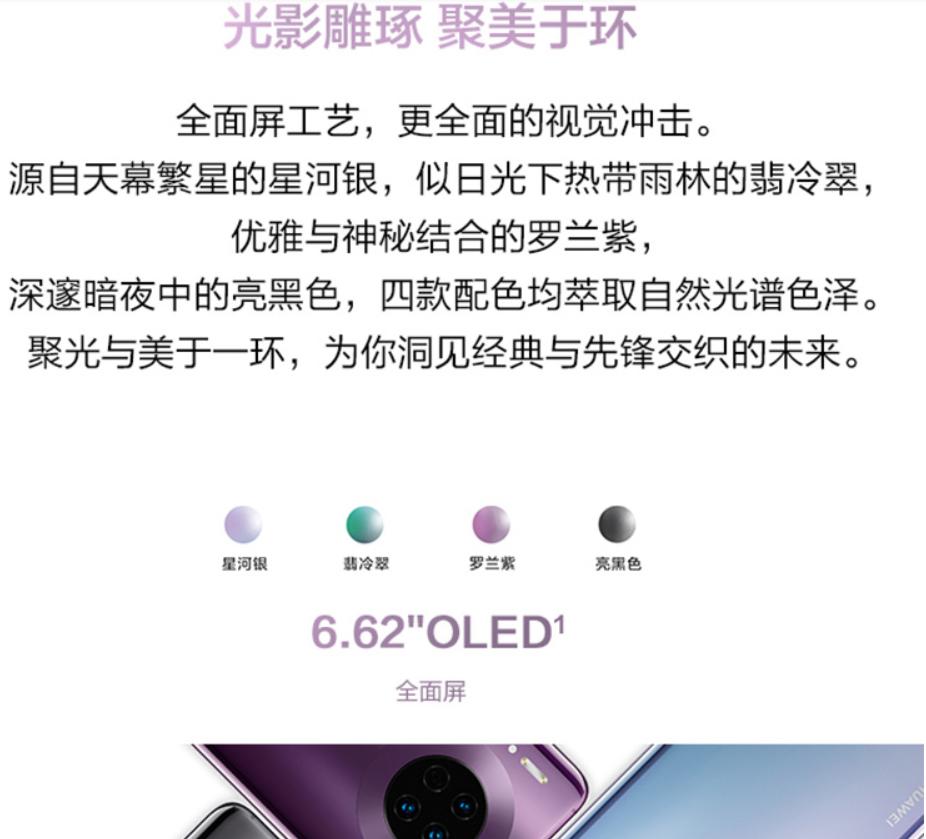 光影雕琢 聚美于环
全面屏工艺，更全面的视觉冲击。
源自天幕繁星的星河银，似日光下热带雨林的翡冷翠，
优雅与神秘结合的罗兰紫，
深邃暗夜中的亮黑色，四款配色均萃取自然光谱色泽。
聚光与美于一环，为你洞见经典与先锋交织的未来。
星河银 翡冷翠 罗兰紫 亮黑色
6.62"OLED¹
全面屏
HUAWEI